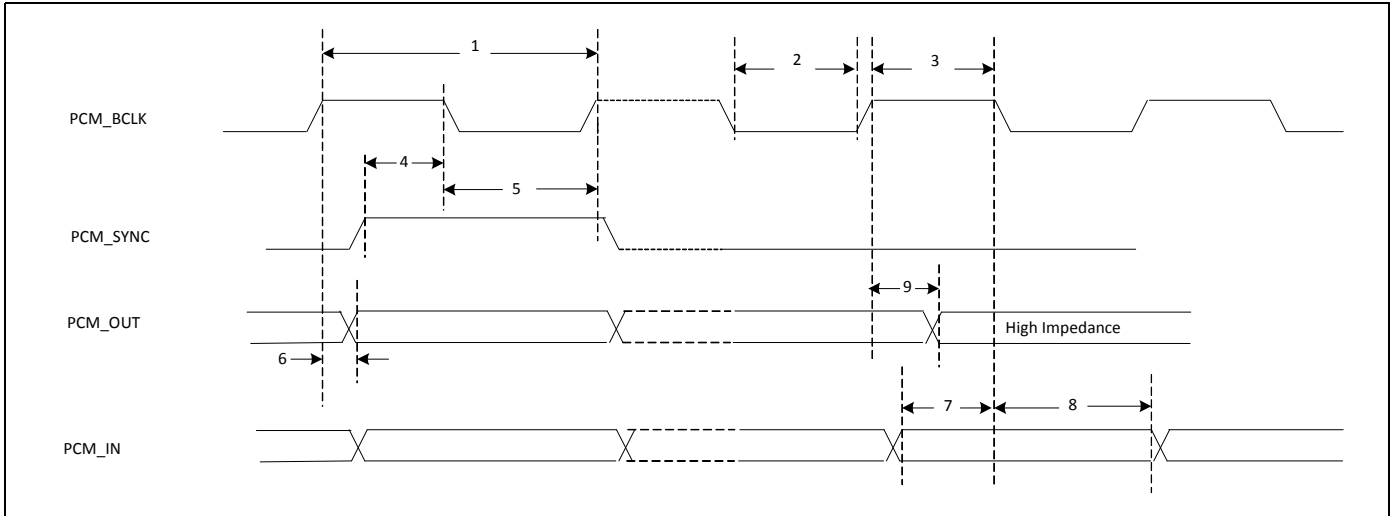 1
2
3
PCM_BCLK
4
5
PCM_SYNC
9
PCM_OUT
High Impedance
6
7
8
PCM_IN